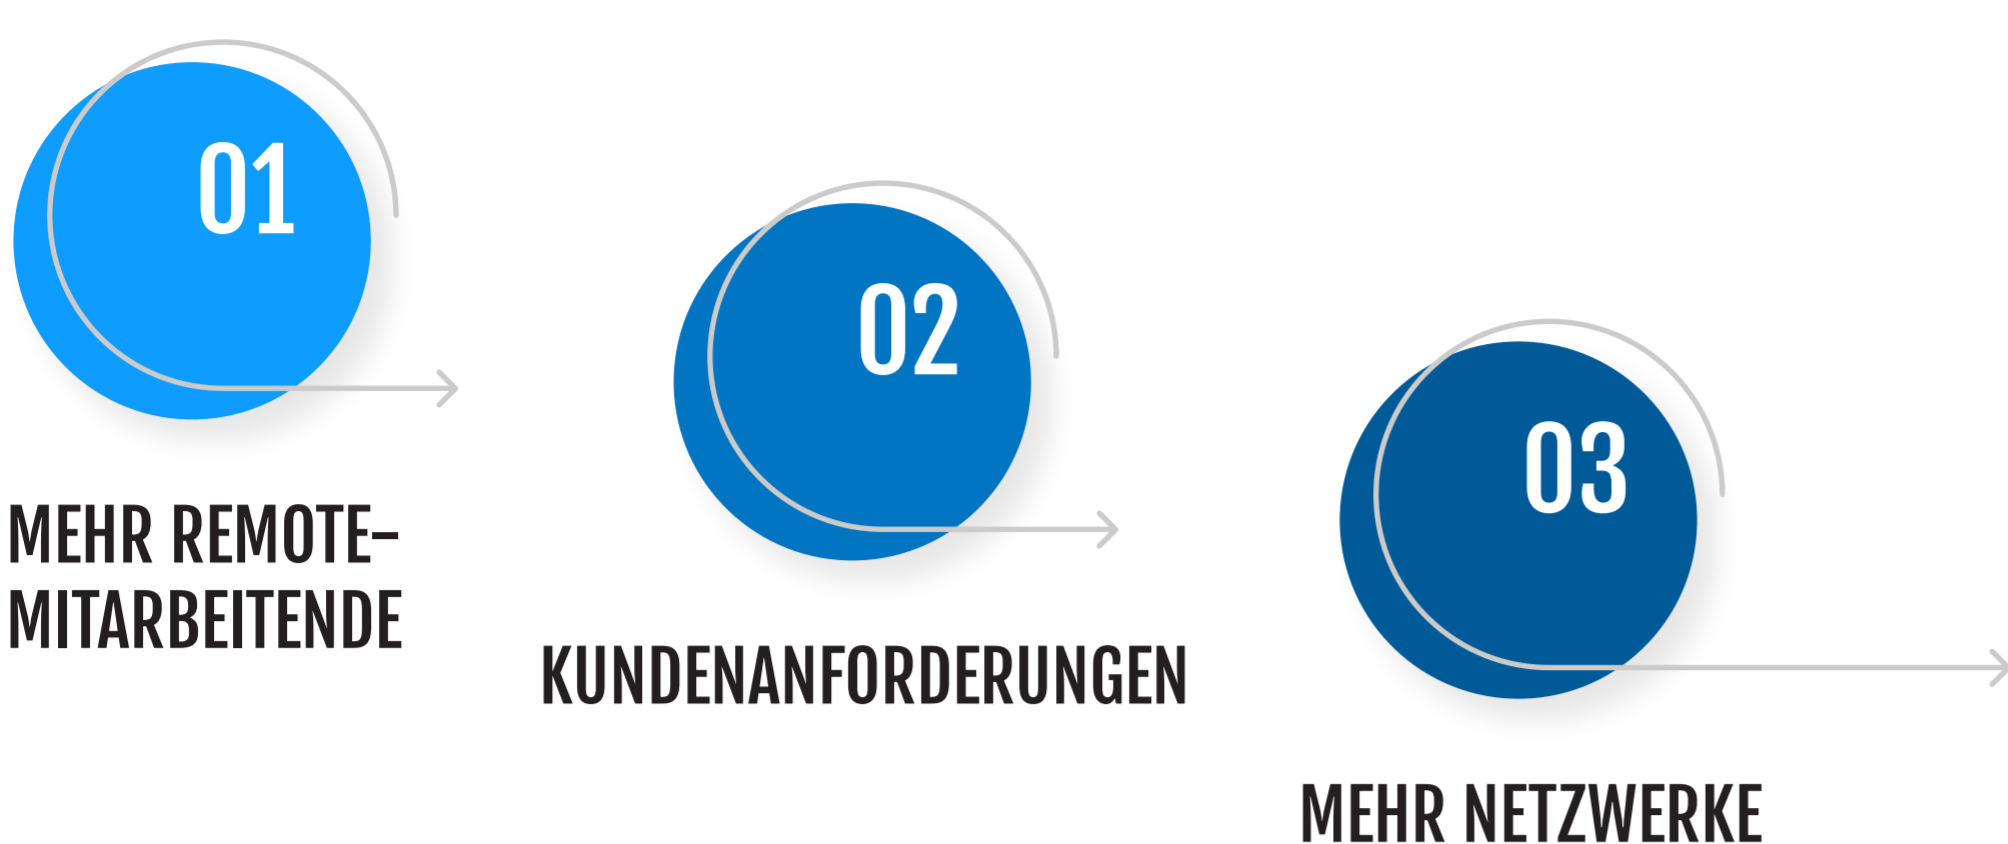 01
MEHR REMOTE-
MITARBEITENDE
02
KUNDENANFORDERUNGEN
03
MEHR NETZWERKE